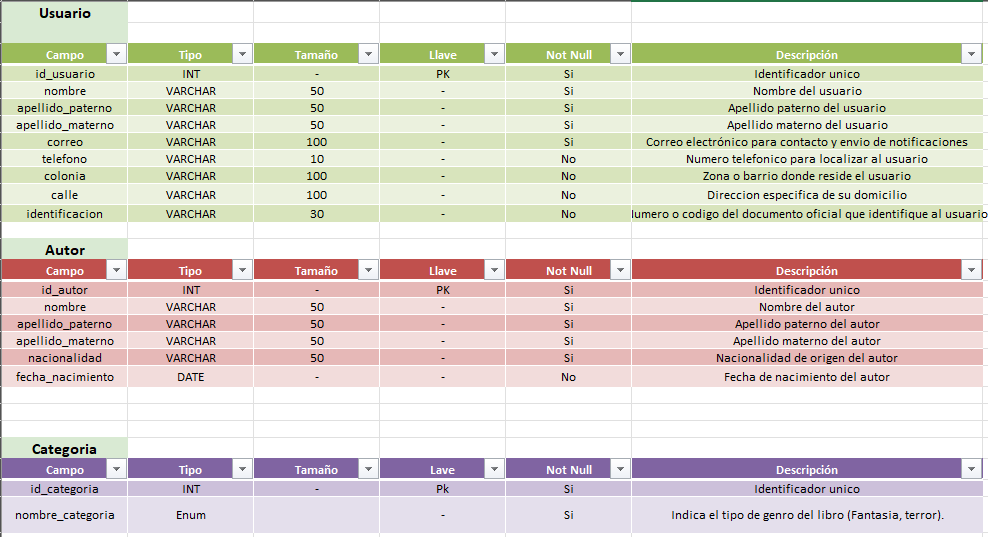 Usuario
Campo Tipo Tamaño Llave Not Null Descripción
id_usuario INT - PK Si Identificador unico
nombre VARCHAR 50 - Si Nombre del usuario
apellido_paterno VARCHAR 50 - Si Apellido paterno del usuario
apellido_materno VARCHAR 50 - Si Apellido materno del usuario
correo VARCHAR 100 - Si Correo electrónico para contacto y envio de notificaciones
telefono VARCHAR 10 - No Numero telefonico para localizar al usuario
colonia VARCHAR 100 - No Zona o barrio donde reside el usuario
calle VARCHAR 100 - No Direccion especifica de su domicilio
identificacion VARCHAR 30 - No Numero o codigo del documento oficial que identifique al usuario
Autor
Campo Tipo Tamaño Llave Not Null Descripción
id_autor INT - PK Si Identificador unico
nombre VARCHAR 50 - Si Nombre del autor
apellido_paterno VARCHAR 50 - Si Apellido paterno del autor
apellido_materno VARCHAR 50 - Si Apellido materno del autor
nacionalidad VARCHAR 50 - Si Nacionalidad de origen del autor
fecha_nacimiento DATE - - No Fecha de nacimiento del autor
Categoria
Campo Tipo Tamaño Lave Not Null Descripción
id_categoria INT - Pk Si Identificador unico
nombre_categoria Enum - Si Indica el tipo de genro del libro (Fantasia, terror).